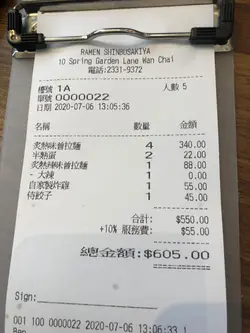 RAMEN SHINBUSAKIYA
10 Spring Garden Lane Wan Chai
電話:2331-9372
檯號 1A 人數 5
單號 0000022
日期 2020-07-06 13:05:36
名稱 數量 金額
炙熱味噌拉麵 4 340.00
半熟蛋 2 22.00
炙熱辣味噌拉麵 1 88.00
- 大辣 1 0.00
自家製炸雞 1 55.00
侍餃子 1 45.00
合計: $550.00
+10% 服務費: $55.00
總金額:$605.00
Sign:
001 100 0000022 2020-07-06 13:06:33 1